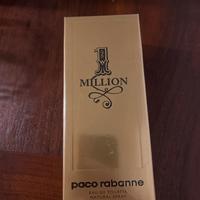 1
MILLION
paco rabanne
EAU DE TOILETTE
NATURAL SPRAY